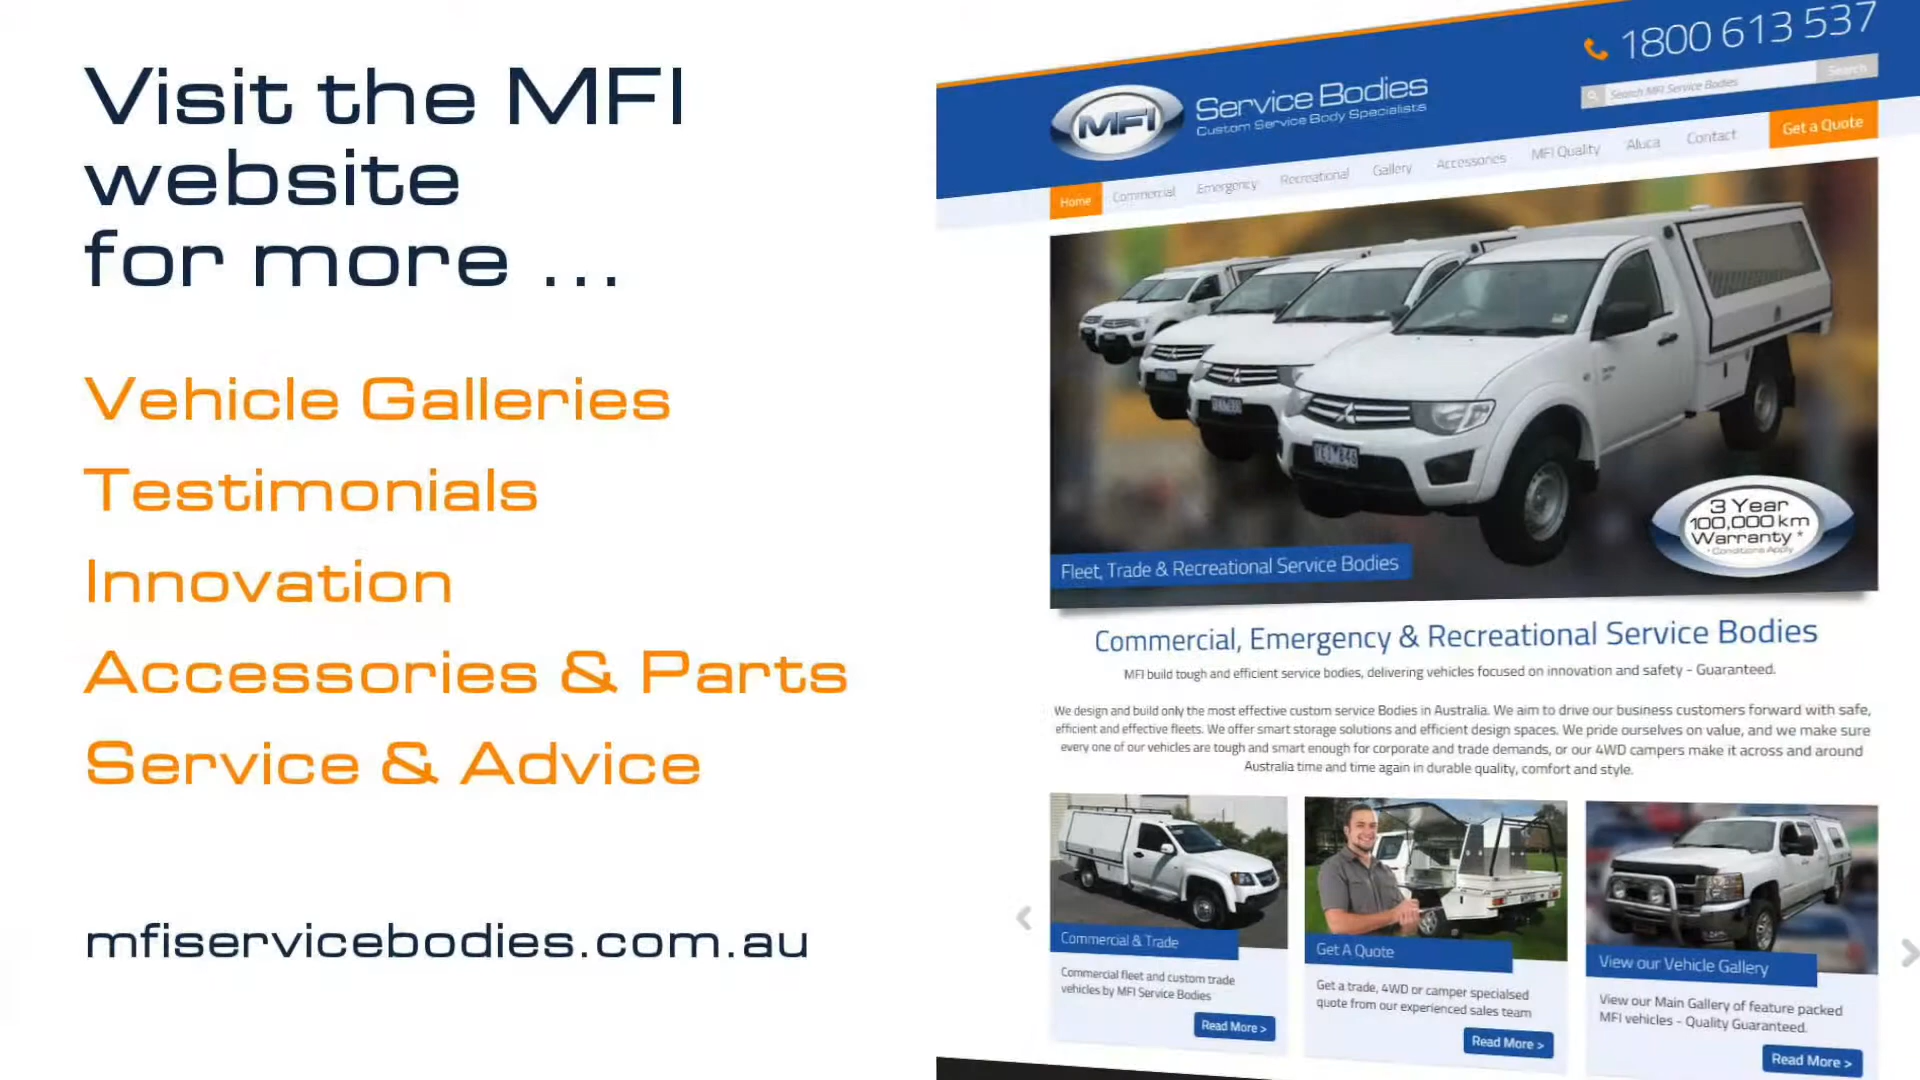 Visit the MFI
website
for more ...
Vehicle Galleries
Testimonials
Innovation
Accessories & Parts
Service & Advice
mfiservicebodies.com.au
1800 613 537
MFI
Service Bodies
Custom Service Body Specialists
Search MFI Service Bodies
Search
Home
Commercial
Emergency
Recreational
Gallery
Accessories
MFI Quality
Aluca
Contact
Get a Quote
3 Year
100,000 km
Warranty *
* Conditions Apply
Fleet, Trade & Recreational Service Bodies
Commercial, Emergency & Recreational Service Bodies
MFI build tough and efficient service bodies, delivering vehicles focused on innovation and safety - Guaranteed.
We design and build only the most effective custom service Bodies in Australia. We aim to drive our business customers forward with safe,
efficient and effective fleets. We offer smart storage solutions and efficient design spaces. We pride ourselves on value, and we make sure
every one of our vehicles are tough and smart enough for corporate and trade demands, or our 4WD campers make it across and around
Australia time and time again in durable quality, comfort and style.
Commercial & Trade
Commercial fleet and custom trade
vehicles by MFI Service Bodies
Read More >
Get A Quote
Get a trade, 4WD or camper specialsed
quote from our experienced sales team
Read More >
View our Vehicle Gallery
View our Main Gallery of feature packed
MFI vehicles - Quality Guaranteed.
Read More >